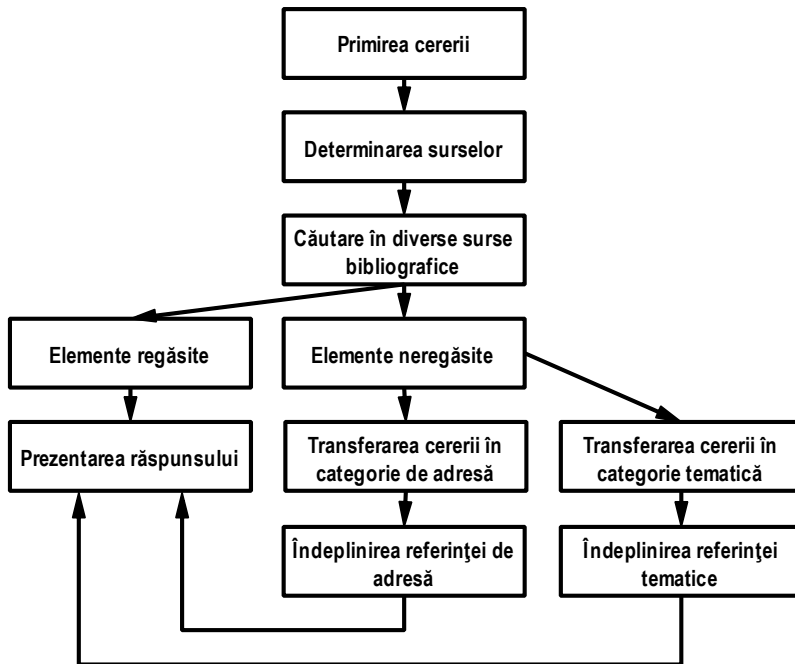 Primirea cererii
Determinarea surselor
Căutare în diverse surse
bibliografice
Elemente regăsite
Elemente neregăsite
Prezentarea răspunsului
Transferarea cererii în
categorie de adresă
Transferarea cererii în
categorie tematică
Îndeplinirea referinţei de
adresă
Îndeplinirea referinţei
tematice